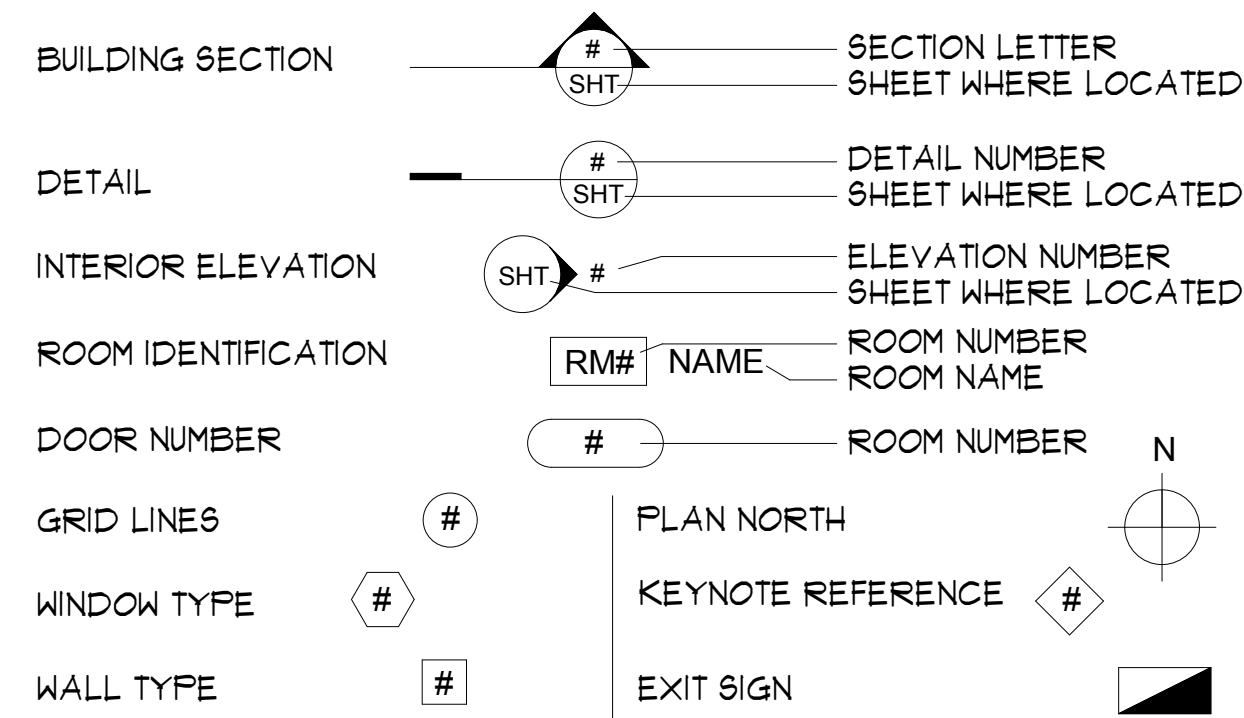 BUILDING SECTION
#
SHT
SECTION LETTER
SHEET WHERE LOCATED
DETAIL
#
SHT
DETAIL NUMBER
SHEET WHERE LOCATED
INTERIOR ELEVATION
SHT #
ELEVATION NUMBER
SHEET WHERE LOCATED
ROOM IDENTIFICATION
RM# NAME
ROOM NUMBER
ROOM NAME
DOOR NUMBER
#
ROOM NUMBER
N
GRID LINES
#
PLAN NORTH
WINDOW TYPE
#
KEYNOTE REFERENCE
#
WALL TYPE
#
EXIT SIGN